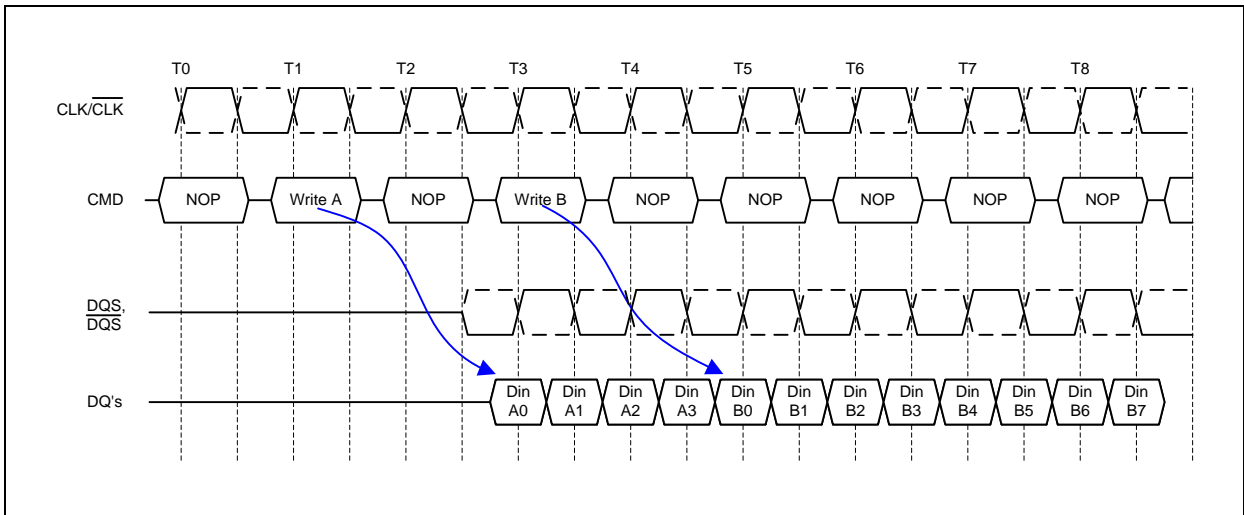 T0 T1 T2 T3 T4 T5 T6 T7 T8
CLK/CLK
CMD NOP Write A NOP Write B NOP NOP NOP NOP NOP
DQS,
DQS
DQ's Din Din Din Din Din Din Din Din Din Din Din Din
A0 A1 A2 A3 B0 B1 B2 B3 B4 B5 B6 B7